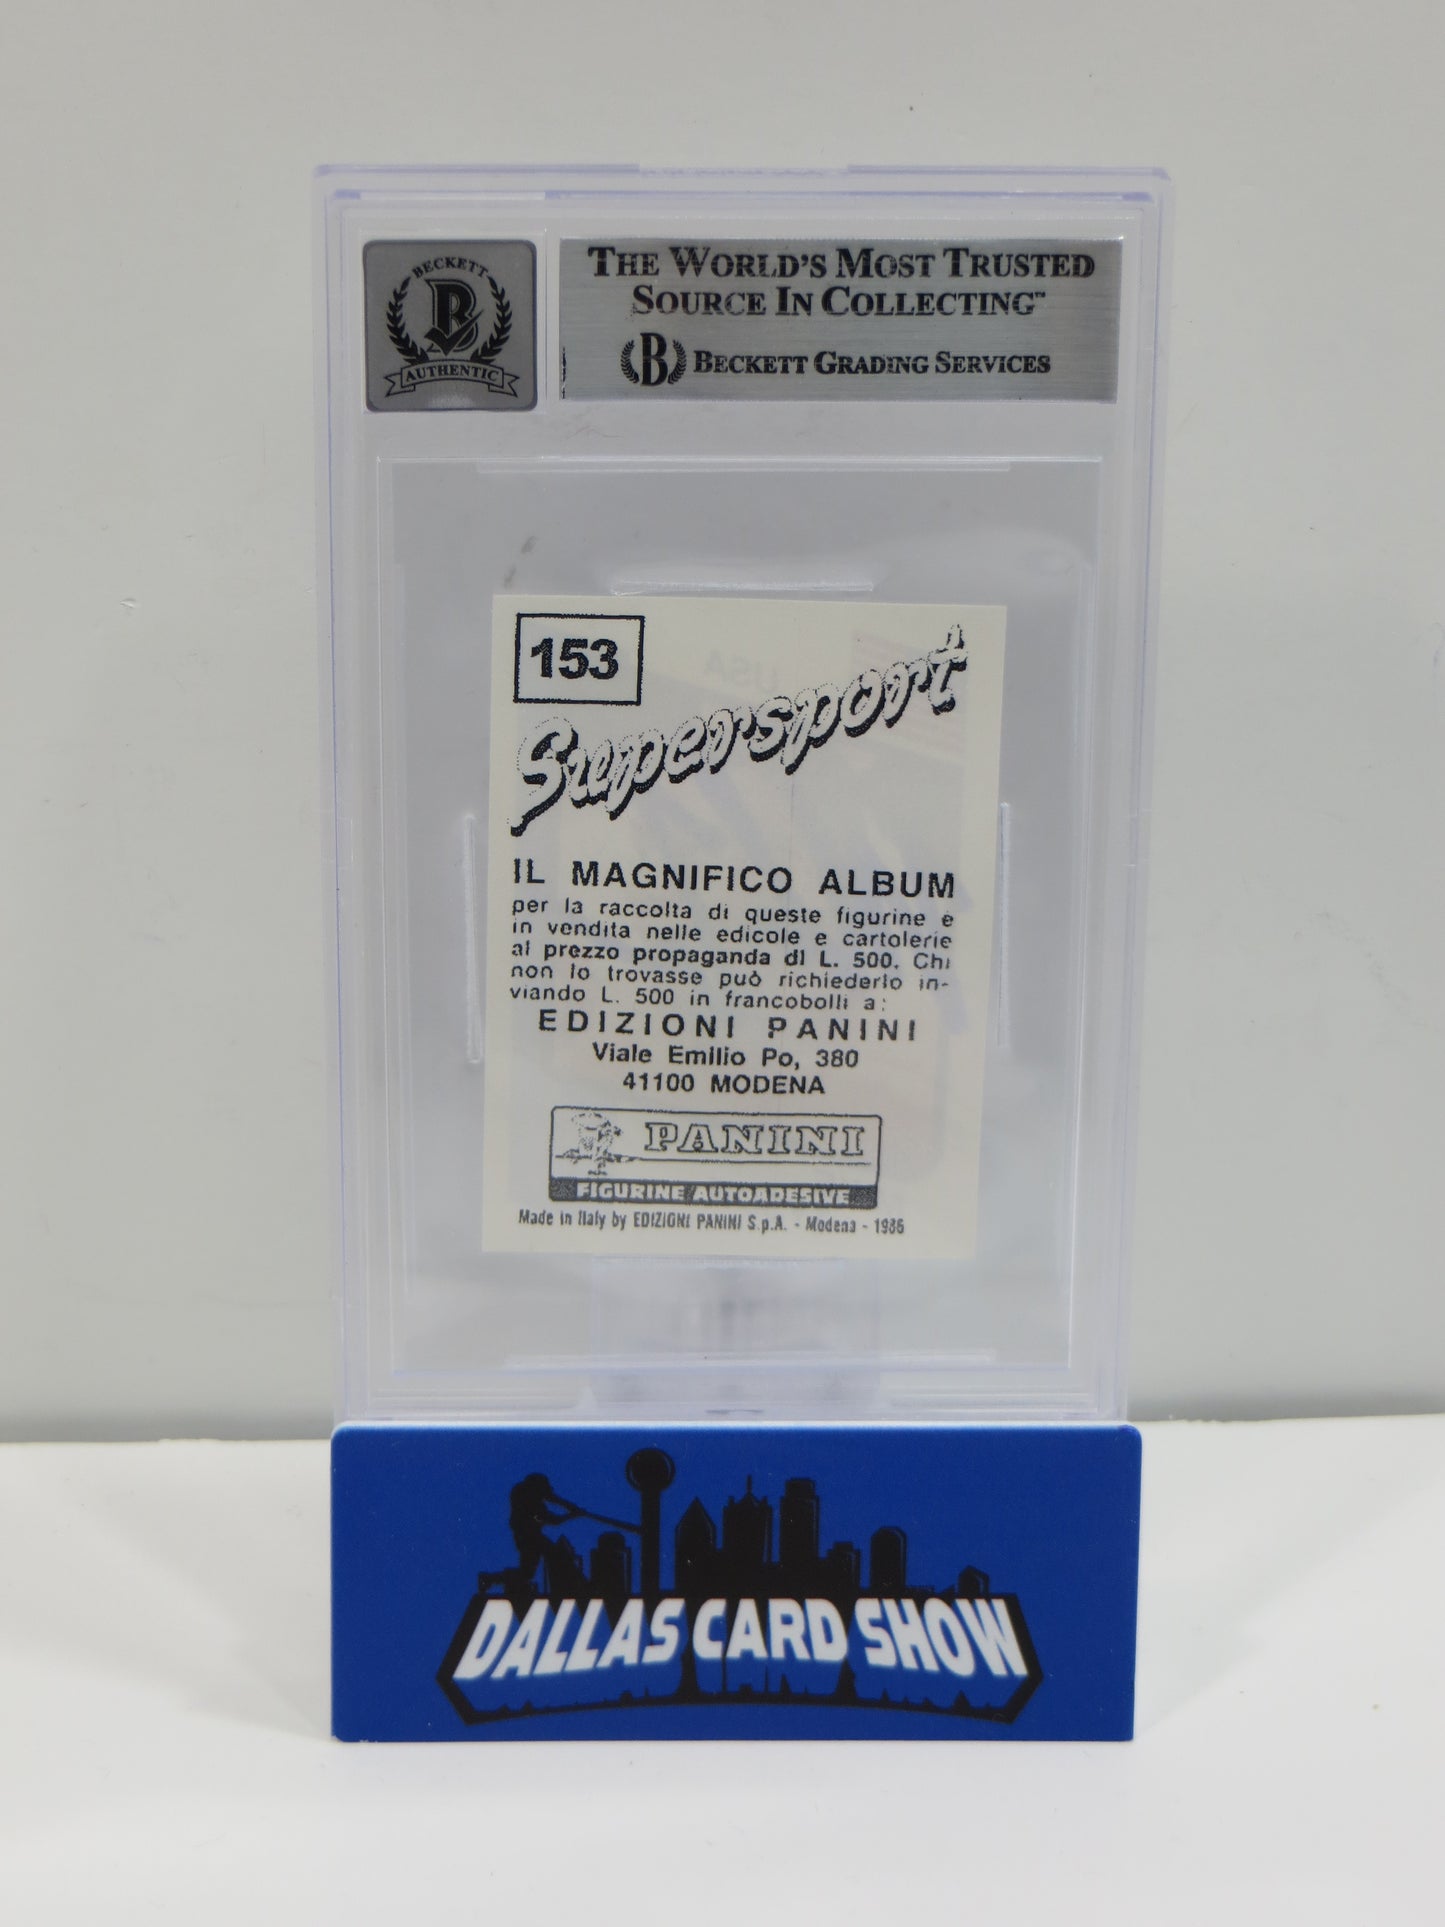 BECKETT
B
AUTHENTIC
THE WORLD'S MOST TRUSTED
SOURCE IN COLLECTING™
B BECKETT GRADING SERVICES
153
USA
Supersport
IL MAGNIFICO ALBUM
per la raccolta di queste figurine è
in vendita nelle edicole e cartolerie
al prezzo propaganda di L. 500. Chi
non lo trovasse può richiederlo in-
viando L. 500 in francobolli a:
EDIZIONI PANINI
Viale Emilio Po, 380
41100 MODENA
PANINI
FIGURINE AUTOADESIVE
Made in Italy by EDIZIONI PANINI S.p.A. - Modena - 1986
DALLAS CARD SHOW